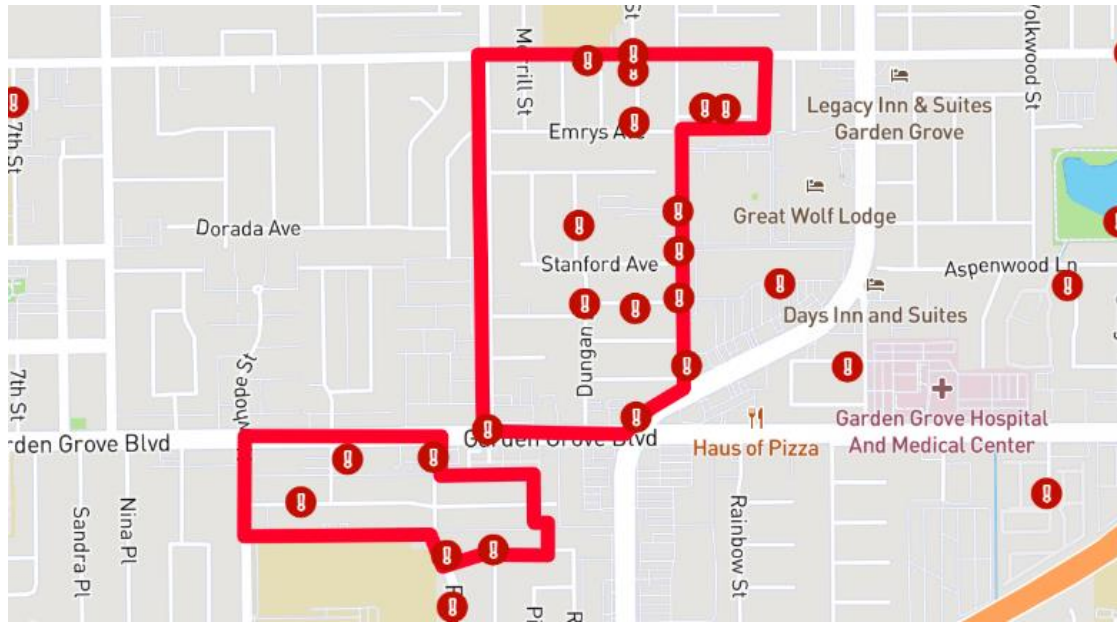 St
Morrill St
7th St
Legacy Inn & Suites
Garden Grove
Emrys Ave
Great Wolf Lodge
Dorada Ave
Stanford Ave
Aspenwood Ln
Days Inn and Suites
Dungan
7th St
Garden Grove Hospital
And Medical Center
rden Grove Blvd
Garden Grove Blvd
Haus of Pizza
Sandra Pl
Nina Pl
Rainbow St